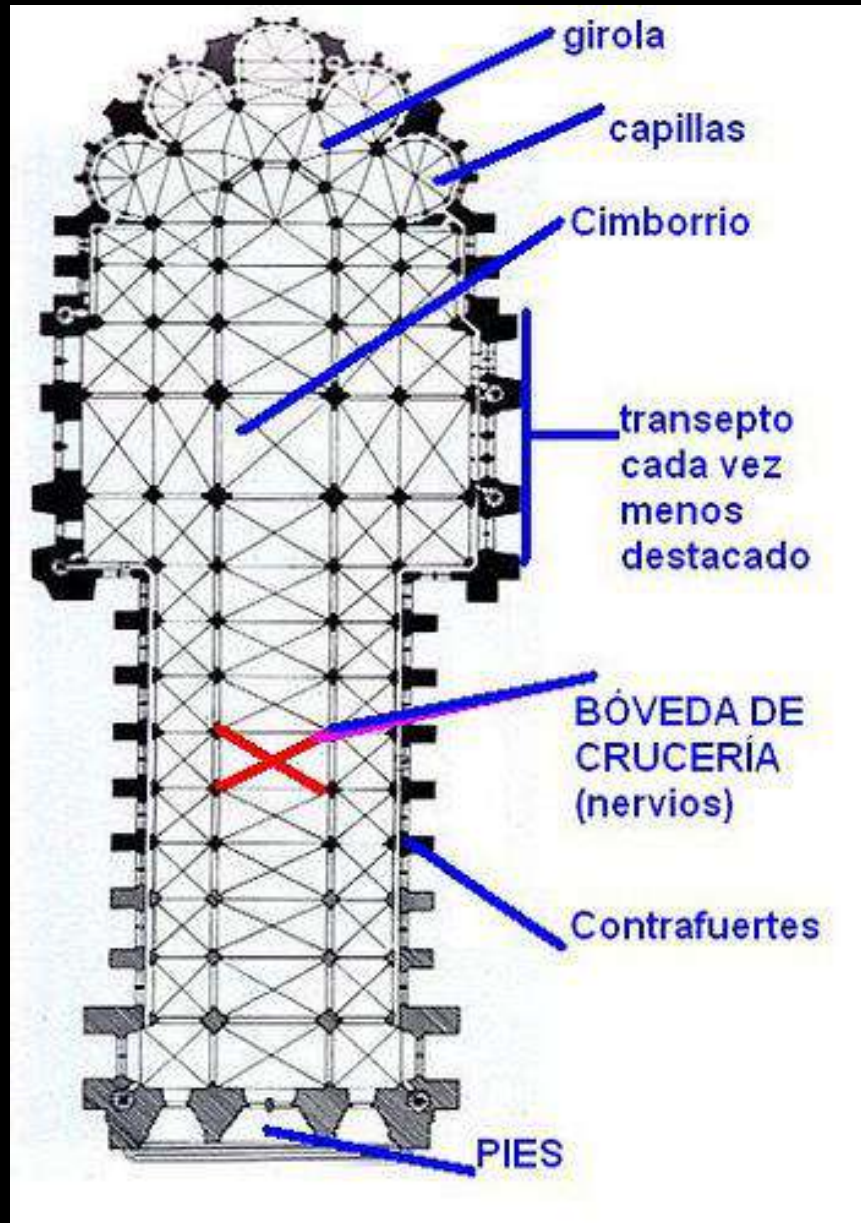 girola
capillas
Cimborrio
transepto
cada vez
menos
destacado
BÓVEDA DE
CRUCERÍA
(nervios)
Contrafuertes
PIES